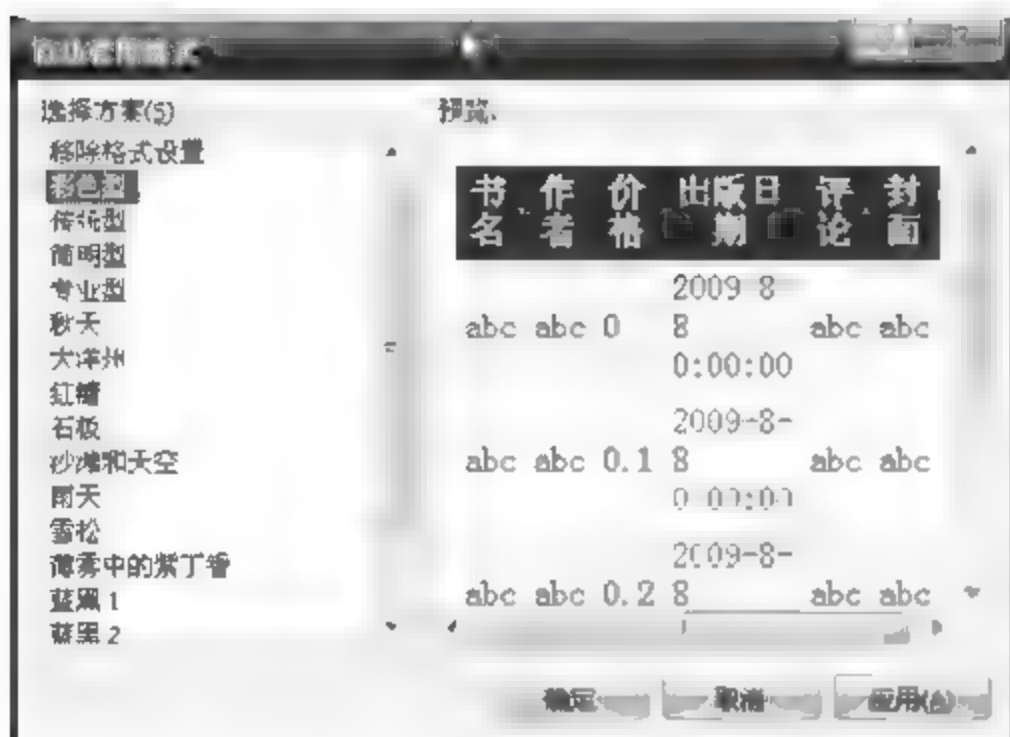 自动套用格式
选择方案(S)
移除格式设置
彩色型
传统型
简明型
专业型
秋天
大洋州
红糖
石板
沙滩和天空
雨天
雪松
薄雾中的紫丁香
蓝黑 1
蓝黑 2
预览:
书名 作者 价格 出版日期 评论 封面
2009-8-
abc abc 0 8 abc abc
0:00:00
2009-8-
abc abc 0.1 8 abc abc
0:00:00
2009-8-
abc abc 0.2 8 abc abc
确定 取消 应用(A)